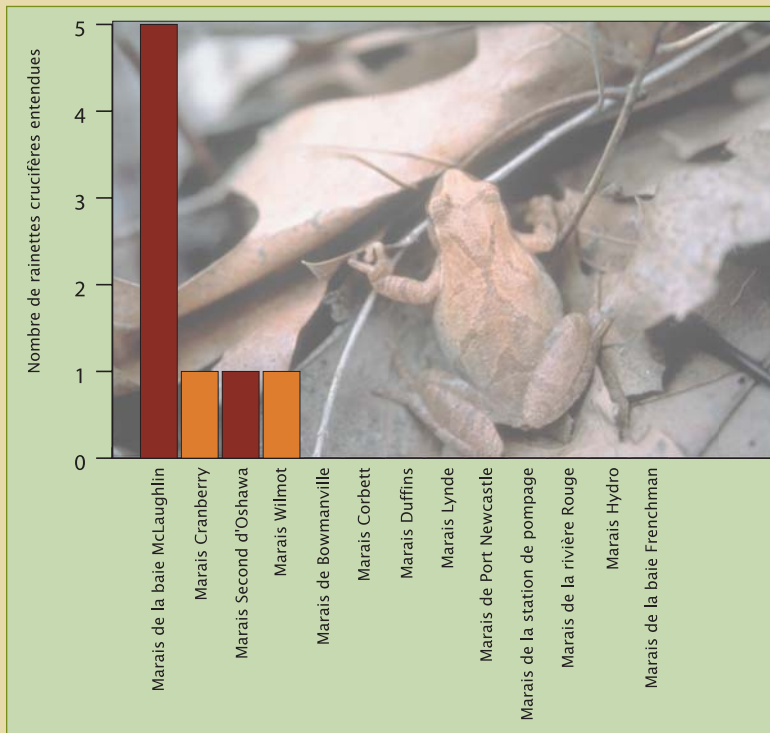 Nombre de rainettes crucifères entendues
5
4
3
2
1
0
Marais de la baie McLaughlin
Marais Cranberry
Marais Second d'Oshawa
Marais Wilmot
Marais de Bowmanville
Marais Corbett
Marais Duffins
Marais Lynde
Marais de Port Newcastle
Marais de la station de pompage
Marais de la rivière Rouge
Marais Hydro
Marais de la baie Frenchman